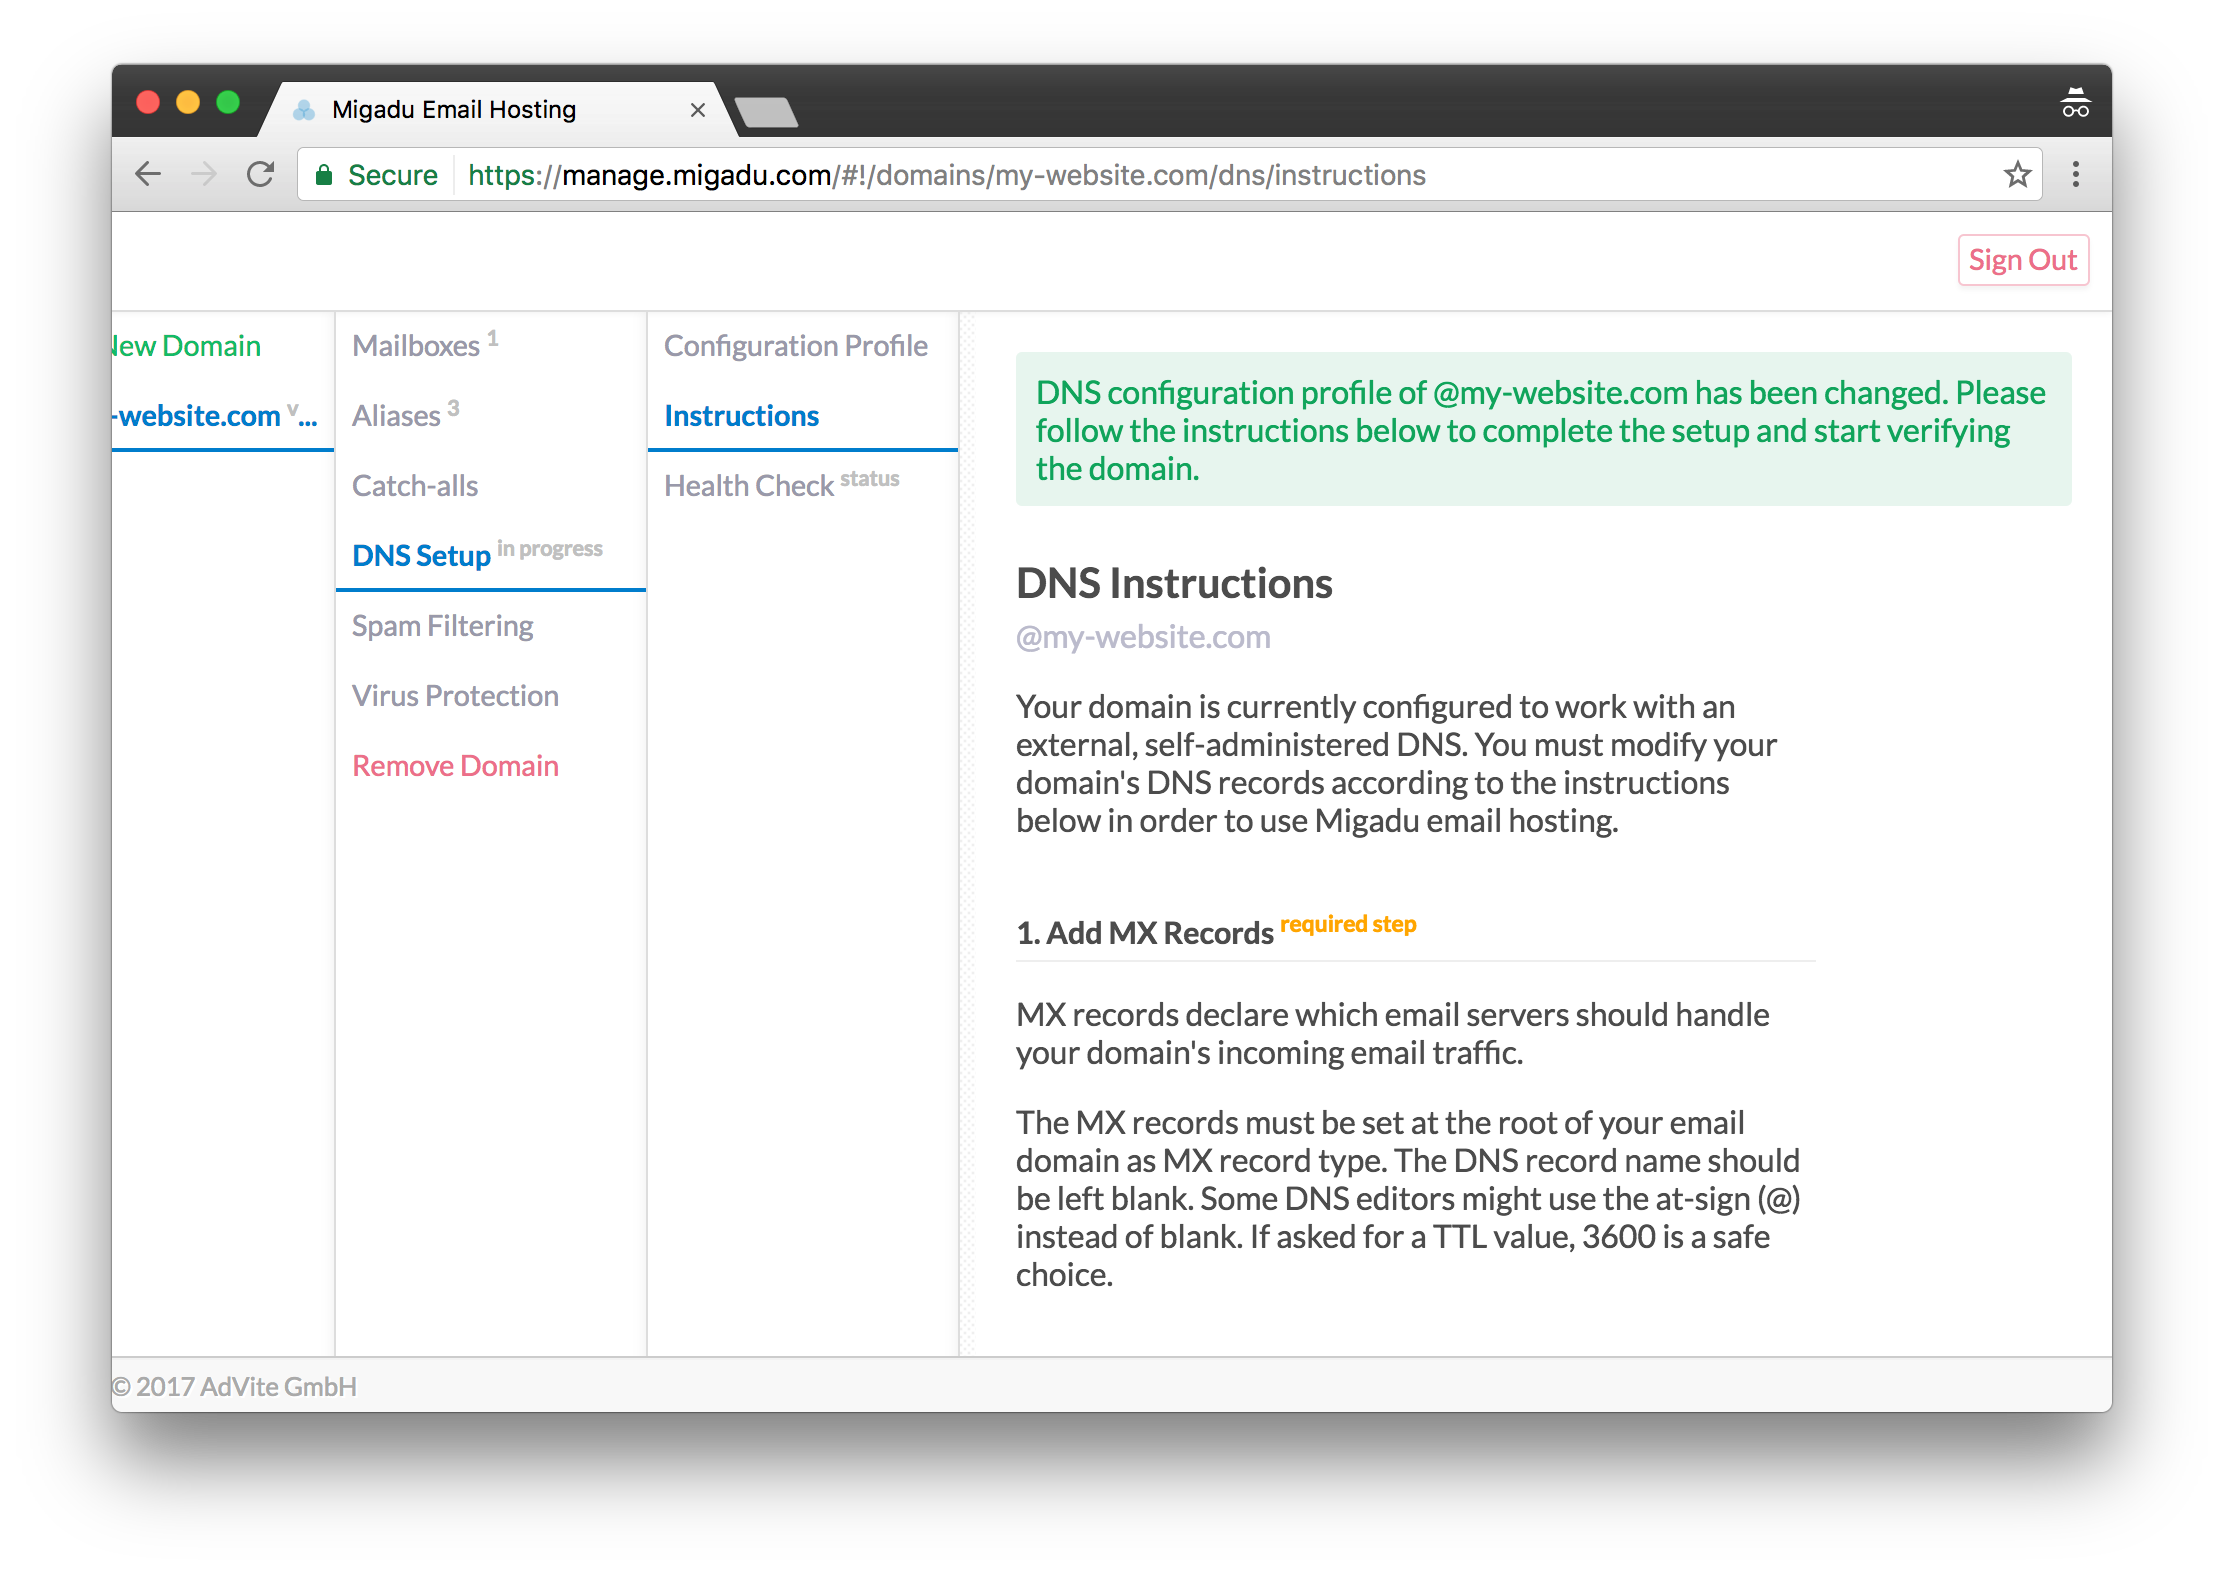 Migadu Email Hosting
Secure https://manage.migadu.com/#!/domains/my-website.com/dns/instructions
Sign Out
New Domain
-website.com v...
Mailboxes 1
Aliases 3
Catch-alls
DNS Setup in progress
Spam Filtering
Virus Protection
Remove Domain
Configuration Profile
Instructions
Health Check status
DNS configuration profile of @my-website.com has been changed. Please
follow the instructions below to complete the setup and start verifying
the domain.
DNS Instructions
@my-website.com
Your domain is currently configured to work with an
external, self-administered DNS. You must modify your
domain's DNS records according to the instructions
below in order to use Migadu email hosting.
1. Add MX Records required step
MX records declare which email servers should handle
your domain's incoming email traffic.
The MX records must be set at the root of your email
domain as MX record type. The DNS record name should
be left blank. Some DNS editors might use the at-sign (@)
instead of blank. If asked for a TTL value, 3600 is a safe
choice.
© 2017 AdVite GmbH